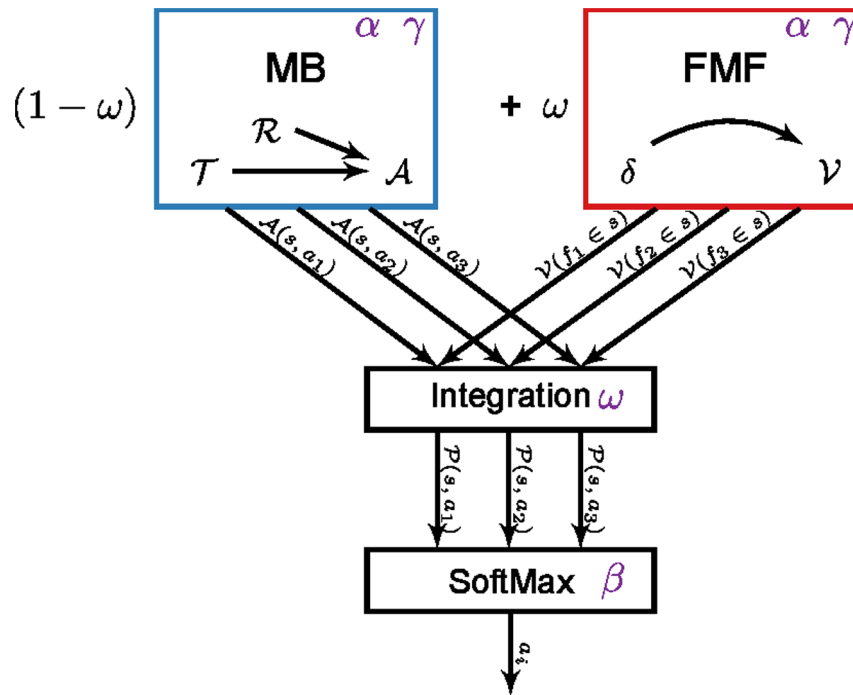 α γ
MB
(1 − ω)
ℛ
𝒯 𝒜
+ ω
α γ
FMF
δ 𝒱
𝒜(s, a₁)
𝒜(s, a₂)
𝒜(s, a₃)
𝒱(f₁ ∈ s)
𝒱(f₂ ∈ s)
𝒱(f₃ ∈ s)
Integration ω
𝒫(s, a₁)
𝒫(s, a₂)
𝒫(s, a₃)
SoftMax β
aᵢ